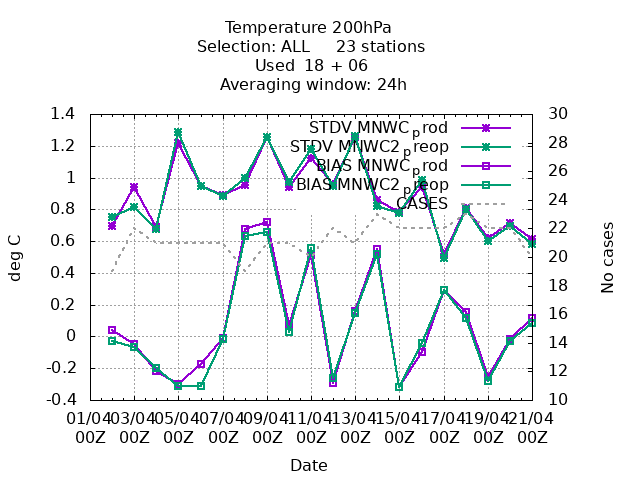 Temperature 200hPa
Selection: ALL 23 stations
Used 18 + 06
Averaging window: 24h
1.4 30
STDV MNWC_prod
1.2 28
STDV MNWC2_preop
1 26
BIAS MNWC_prod
BIAS MNWC2_preop
0.8 24
CASES
0.6 22
0.4 20
0.2 18
0 16
-0.2 14
-0.4 12
10
deg C
No cases
01/04 03/04 05/04 07/04 09/04 11/04 13/04 15/04 17/04 19/04 21/04
00Z 00Z 00Z 00Z 00Z 00Z 00Z 00Z 00Z 00Z 00Z
Date